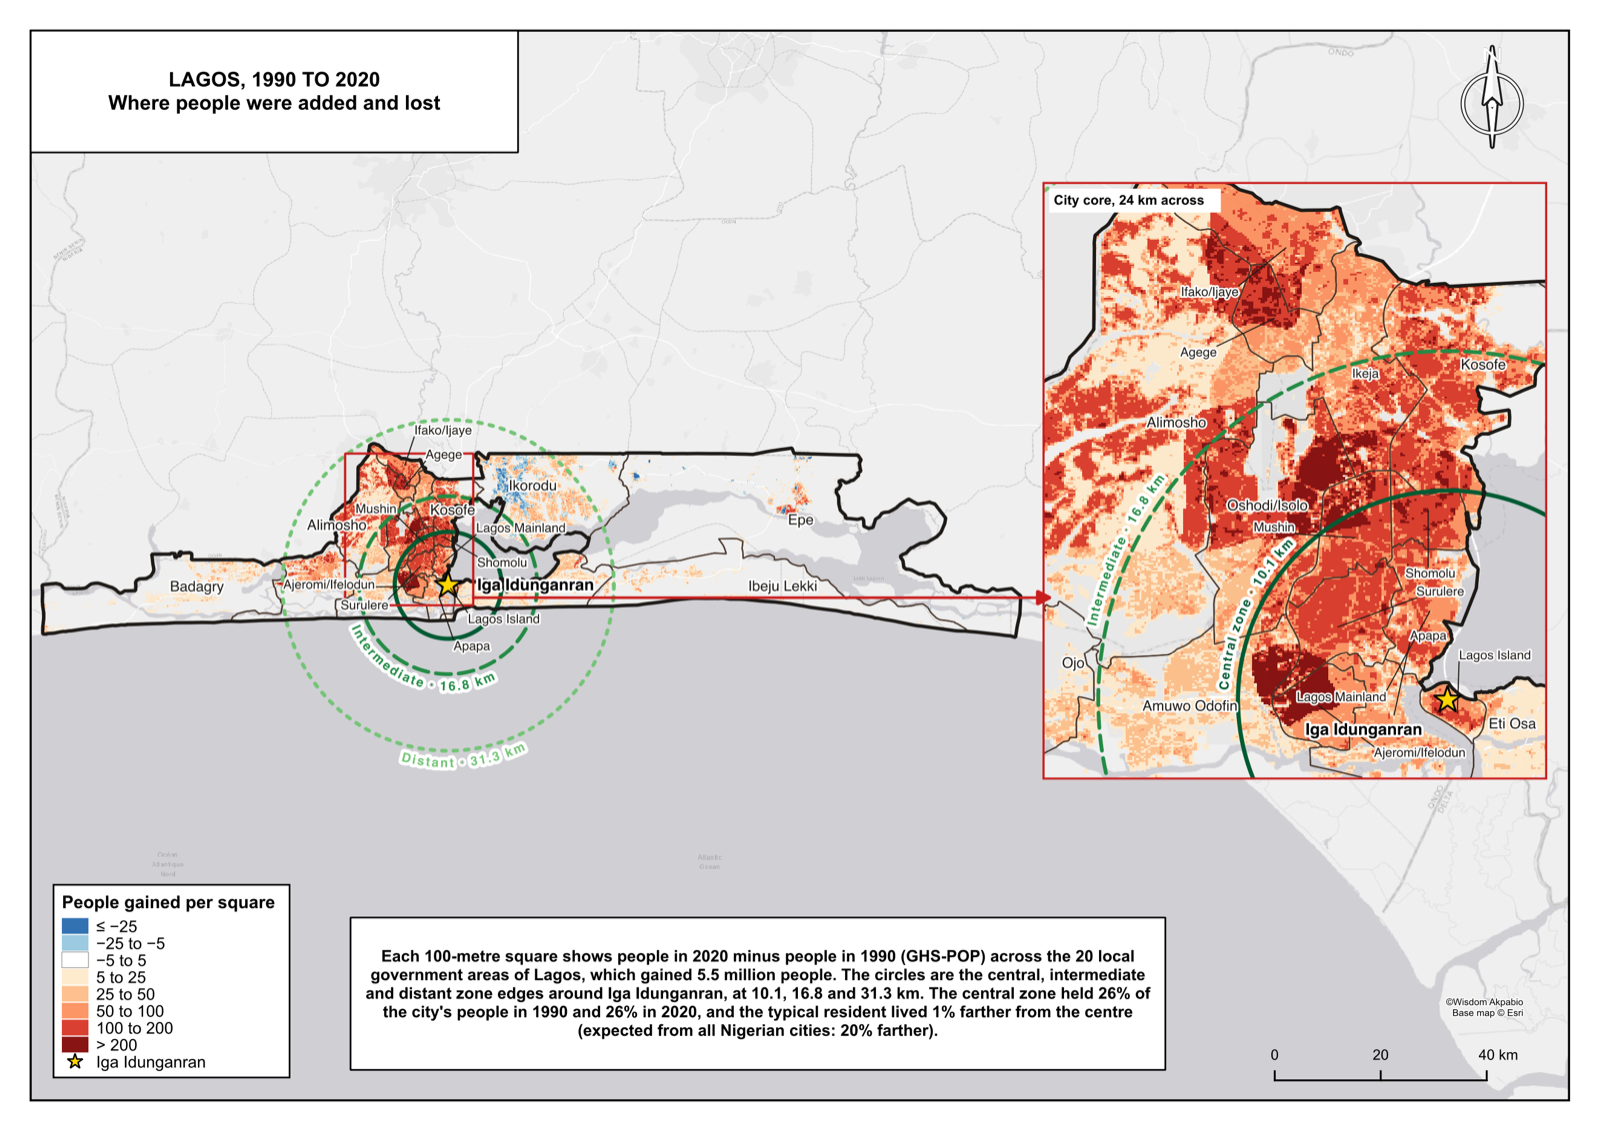 LAGOS, 1990 TO 2020
Where people were added and lost
ONDO
N
City core, 24 km across
Ifako/Ijaye
Agege
Ikeja
Kosofe
Alimosho
Intermediate • 16.8 km
Oshodi/Isolo
Mushin
Central zone • 10.1 km
Shomolu
Surulere
Apapa
Lagos Island
Ojo
Lagos Mainland
Amuwo Odofin
Iga Idunganran
Eti Osa
Ajeromi/Ifelodun
Ifako/Ijaye
Agege
Ikorodu
Mushin
Kosofe
Alimosho
Lagos Mainland
Epe
Shomolu
Badagry
Ajeromi/Ifelodun
Iga Idunganran
Ibeju Lekki
Surulere
Lagos Island
Apapa
Intermediate • 16.8 km
Distant • 31.3 km
ONDO
DELTA
Océan
Atlantique
Nord
Atlantic
Ocean
People gained per square
≤ −25
−25 to −5
−5 to 5
5 to 25
25 to 50
50 to 100
100 to 200
> 200
Iga Idunganran
Each 100-metre square shows people in 2020 minus people in 1990 (GHS-POP) across the 20 local
government areas of Lagos, which gained 5.5 million people. The circles are the central, intermediate
and distant zone edges around Iga Idunganran, at 10.1, 16.8 and 31.3 km. The central zone held 26% of
the city's people in 1990 and 26% in 2020, and the typical resident lived 1% farther from the centre
(expected from all Nigerian cities: 20% farther).
©Wisdom Akpabio
Base map © Esri
0 20 40 km